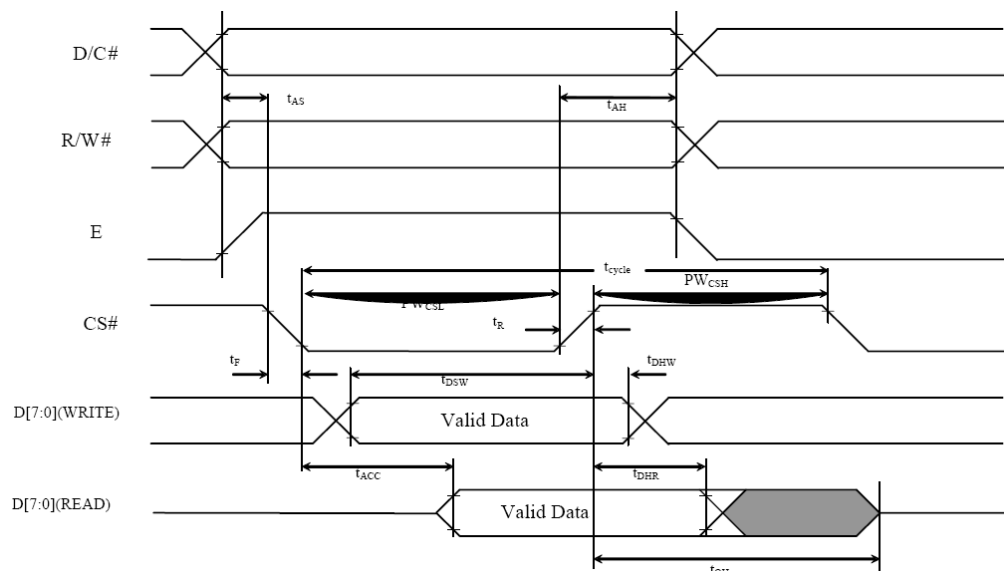 D/C#
tAS
tAH
R/W#
E
tcycle
PWCSL
PWCSH
CS#
tR
tF
tDSW
tDHW
D[7:0](WRITE)
Valid Data
tACC
tDHR
D[7:0](READ)
Valid Data